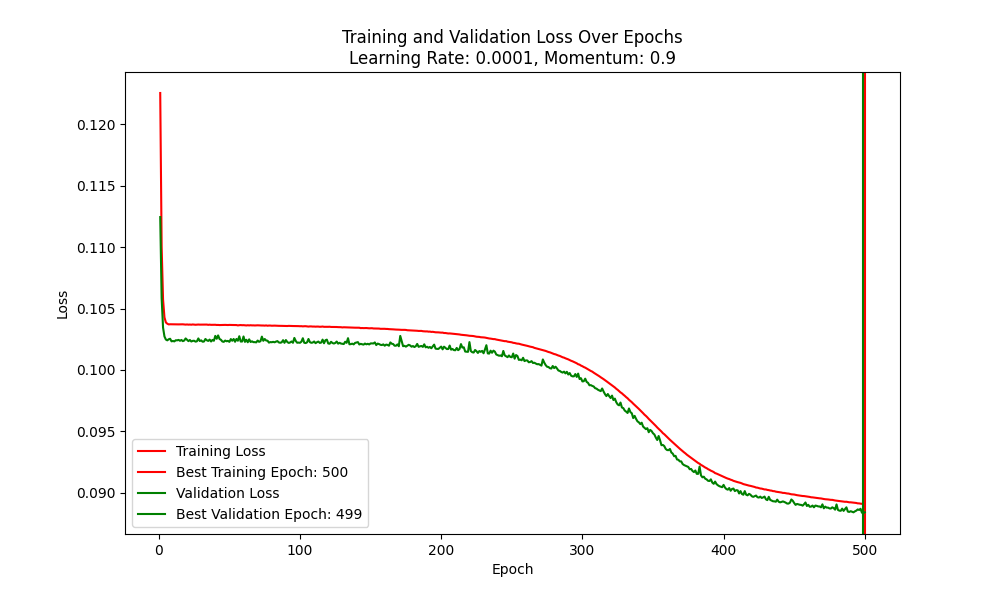 Training and Validation Loss Over Epochs
Learning Rate: 0.0001, Momentum: 0.9
Loss
0.120
0.115
0.110
0.105
0.100
0.095
0.090
Training Loss
Best Training Epoch: 500
Validation Loss
Best Validation Epoch: 499
0 100 200 300 400 500
Epoch